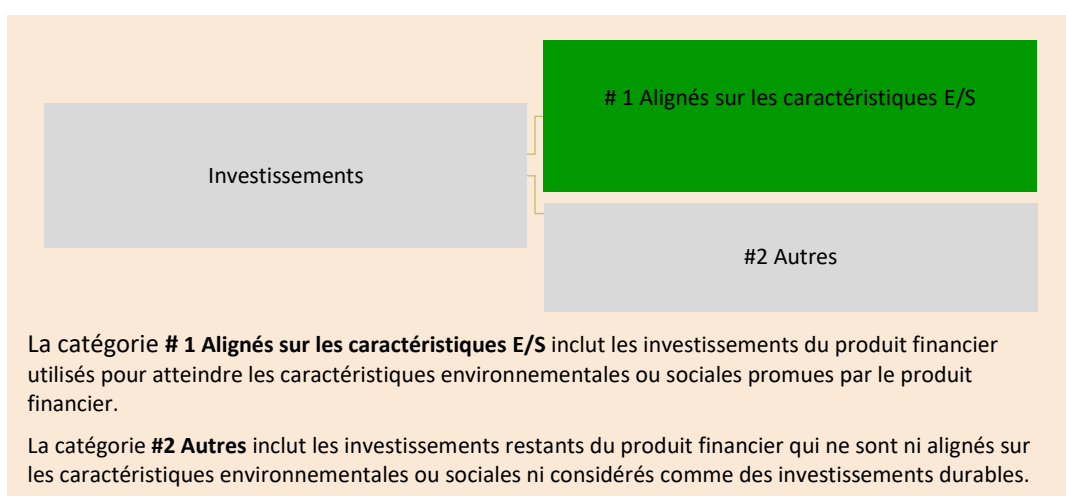 # 1 Alignés sur les caractéristiques E/S
Investissements
#2 Autres
La catégorie # 1 Alignés sur les caractéristiques E/S inclut les investissements du produit financier
utilisés pour atteindre les caractéristiques environnementales ou sociales promues par le produit
financier.
La catégorie #2 Autres inclut les investissements restants du produit financier qui ne sont ni alignés sur
les caractéristiques environnementales ou sociales ni considérés comme des investissements durables.